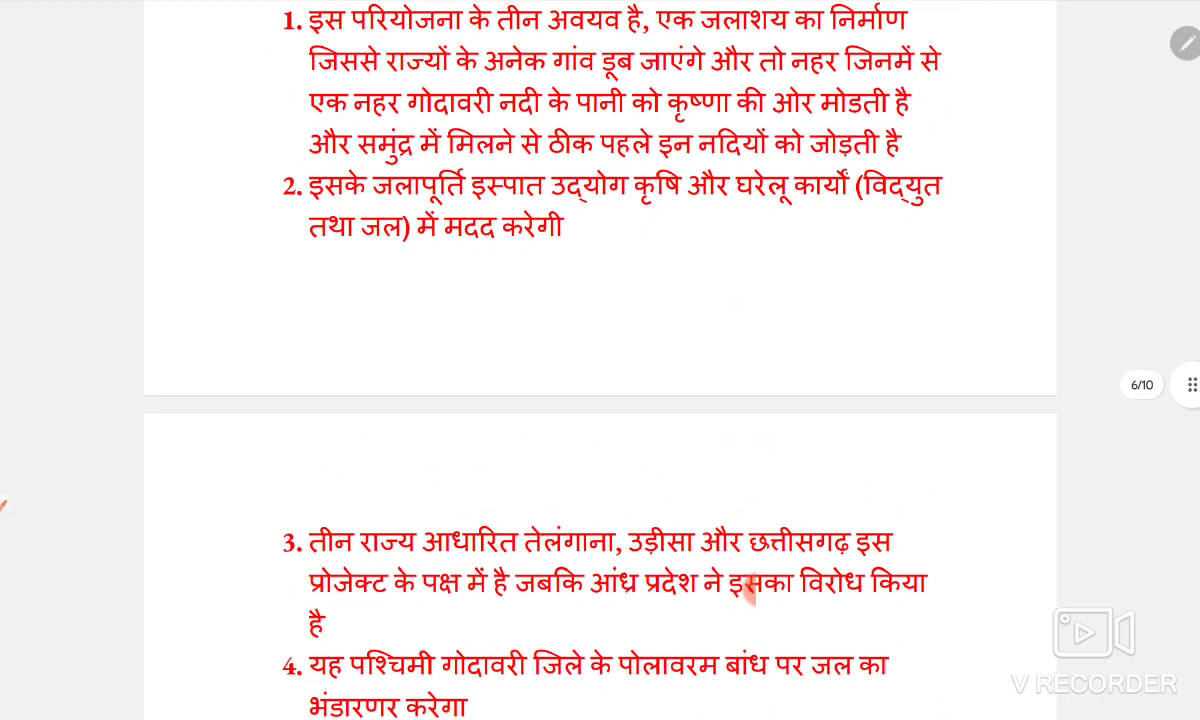 1. इस परियोजना के तीन अवयव है, एक जलाशय का निर्माण
जिससे राज्यों के अनेक गांव डूब जाएंगे और तो नहर जिनमें से
एक नहर गोदावरी नदी के पानी को कृष्णा की ओर मोडती है
और समुंद्र में मिलने से ठीक पहले इन नदियों को जोड़ती है
2. इसके जलापूर्ति इस्पात उद्योग कृषि और घरेलू कार्यों (विद्युत
तथा जल) में मदद करेगी
6/10
3. तीन राज्य आधारित तेलंगाना, उड़ीसा और छत्तीसगढ़ इस
प्रोजेक्ट के पक्ष में है जबकि आंध्र प्रदेश ने इसका विरोध किया
है
4. यह पश्चिमी गोदावरी जिले के पोलावरम बांध पर जल का
भंडारणर करेगा
V RECORDER